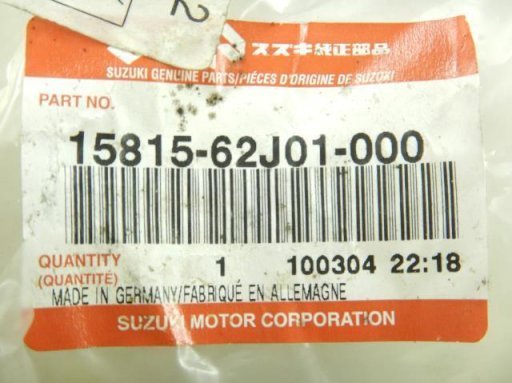 2
スズキ純正部品
SUZUKI GENUINE PARTS/PIÈCES D'ORIGINE DE SUZUKI
PART NO.
15815-62J01-000
QUANTITY 1 100304 22:18
(QUANTITÉ)
MADE IN GERMANY/FABRIQUÉ EN ALLEMAGNE
SUZUKI MOTOR CORPORATION